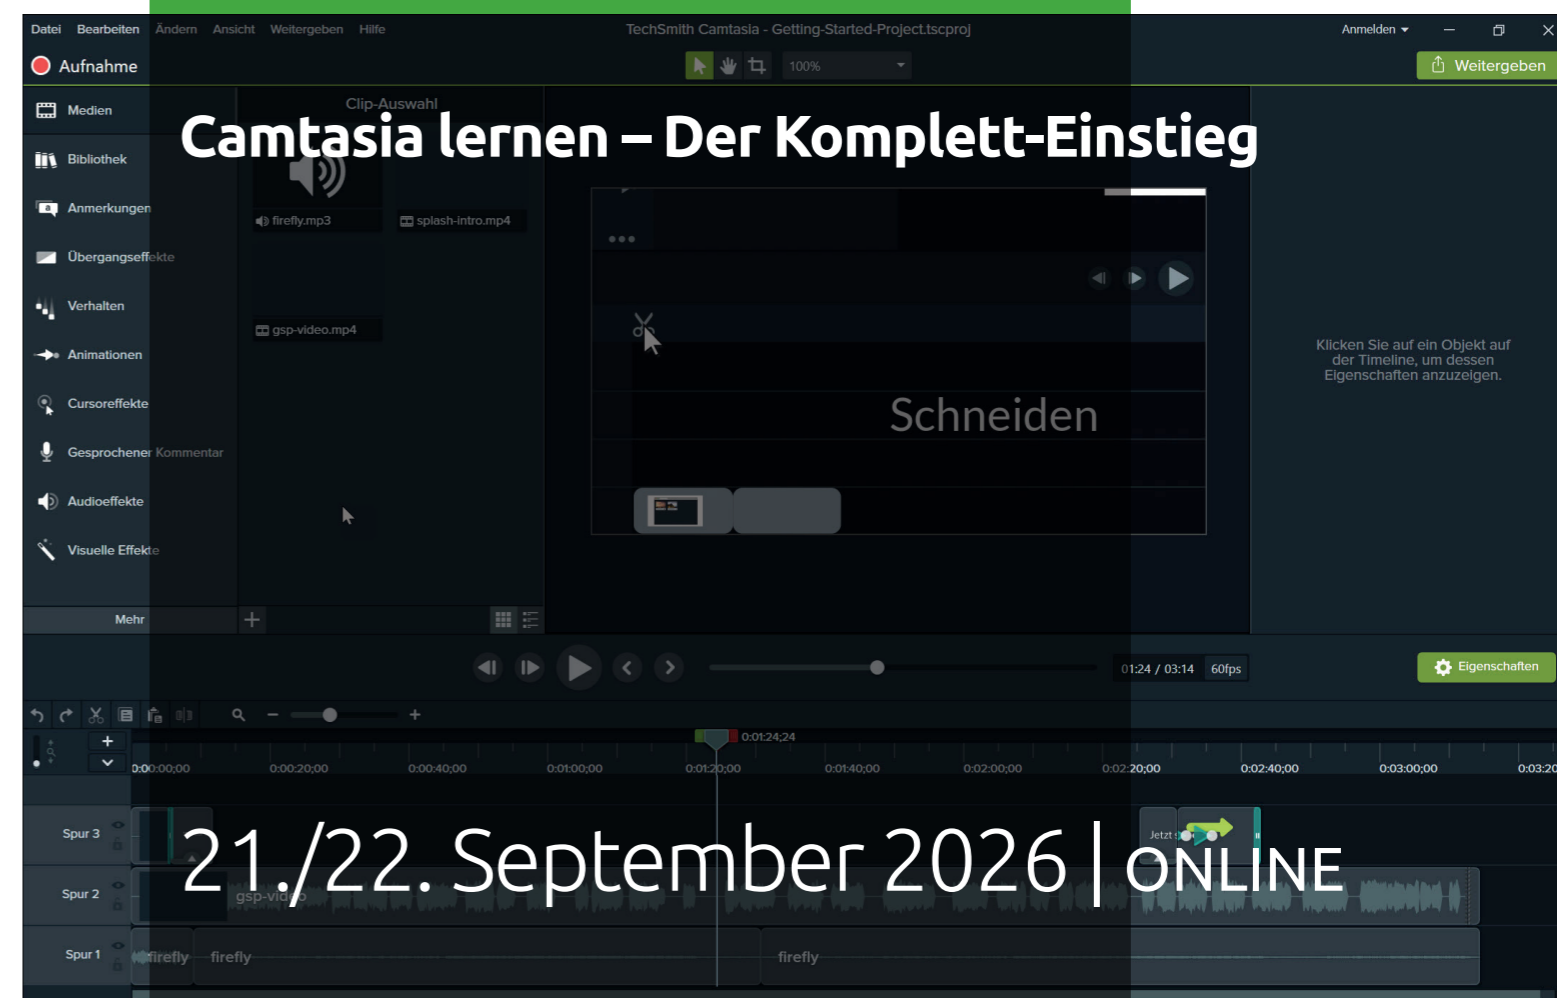 Datei Bearbeiten Ändern Ansicht Weitergeben Hilfe TechSmith Camtasia - Getting-Started-Project.tscproj Anmelden
Aufnahme 100% Weitergeben
Medien Clip-Auswahl
Camtasia lernen – Der Komplett-Einstieg
Bibliothek
Anmerkungen
firefly.mp3 splash-intro.mp4
Übergangseffekte
Verhalten
gsp-video.mp4
Animationen
Klicken Sie auf ein Objekt auf
der Timeline, um dessen
Eigenschaften anzuzeigen.
Cursoreffekte
Schneiden
Gesprochener Kommentar
Audioeffekte
Visuelle Effekte
Mehr
01:24 / 03:14 60fps Eigenschaften
0:01:24;24
0:00:00;00 0:00:20;00 0:00:40;00 0:01:00;00 0:01:20;00 0:01:40;00 0:02:00;00 0:02:20;00 0:02:40;00 0:03:00;00 0:03:20
Spur 3 Jetzt
21./22. September 2026 | ONLINE
Spur 2 gsp-video
Spur 1 firefly firefly firefly